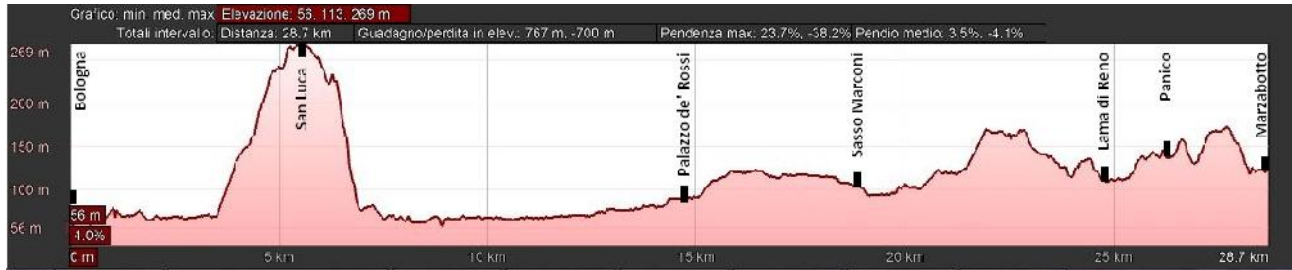 Grafico: min. med. max Elevazione: 56. 113. 269 m
Totali intervallo: Distanza: 28.7 km Guadagno/perdita in elev.: 767 m. -700 m Pendenza max: 23.7%, -38.2% Pendio medio: 3.5%, -4.1%
269 m
200 m
150 m
100 m
56 m
Bologna
San Luca
Palazzo de' Rossi
Sasso Marconi
Lama di Reno
Panico
Marzabotto
56 m
4.0%
0 m 5 km 10 km 15 km 20 km 25 km 28.7 km